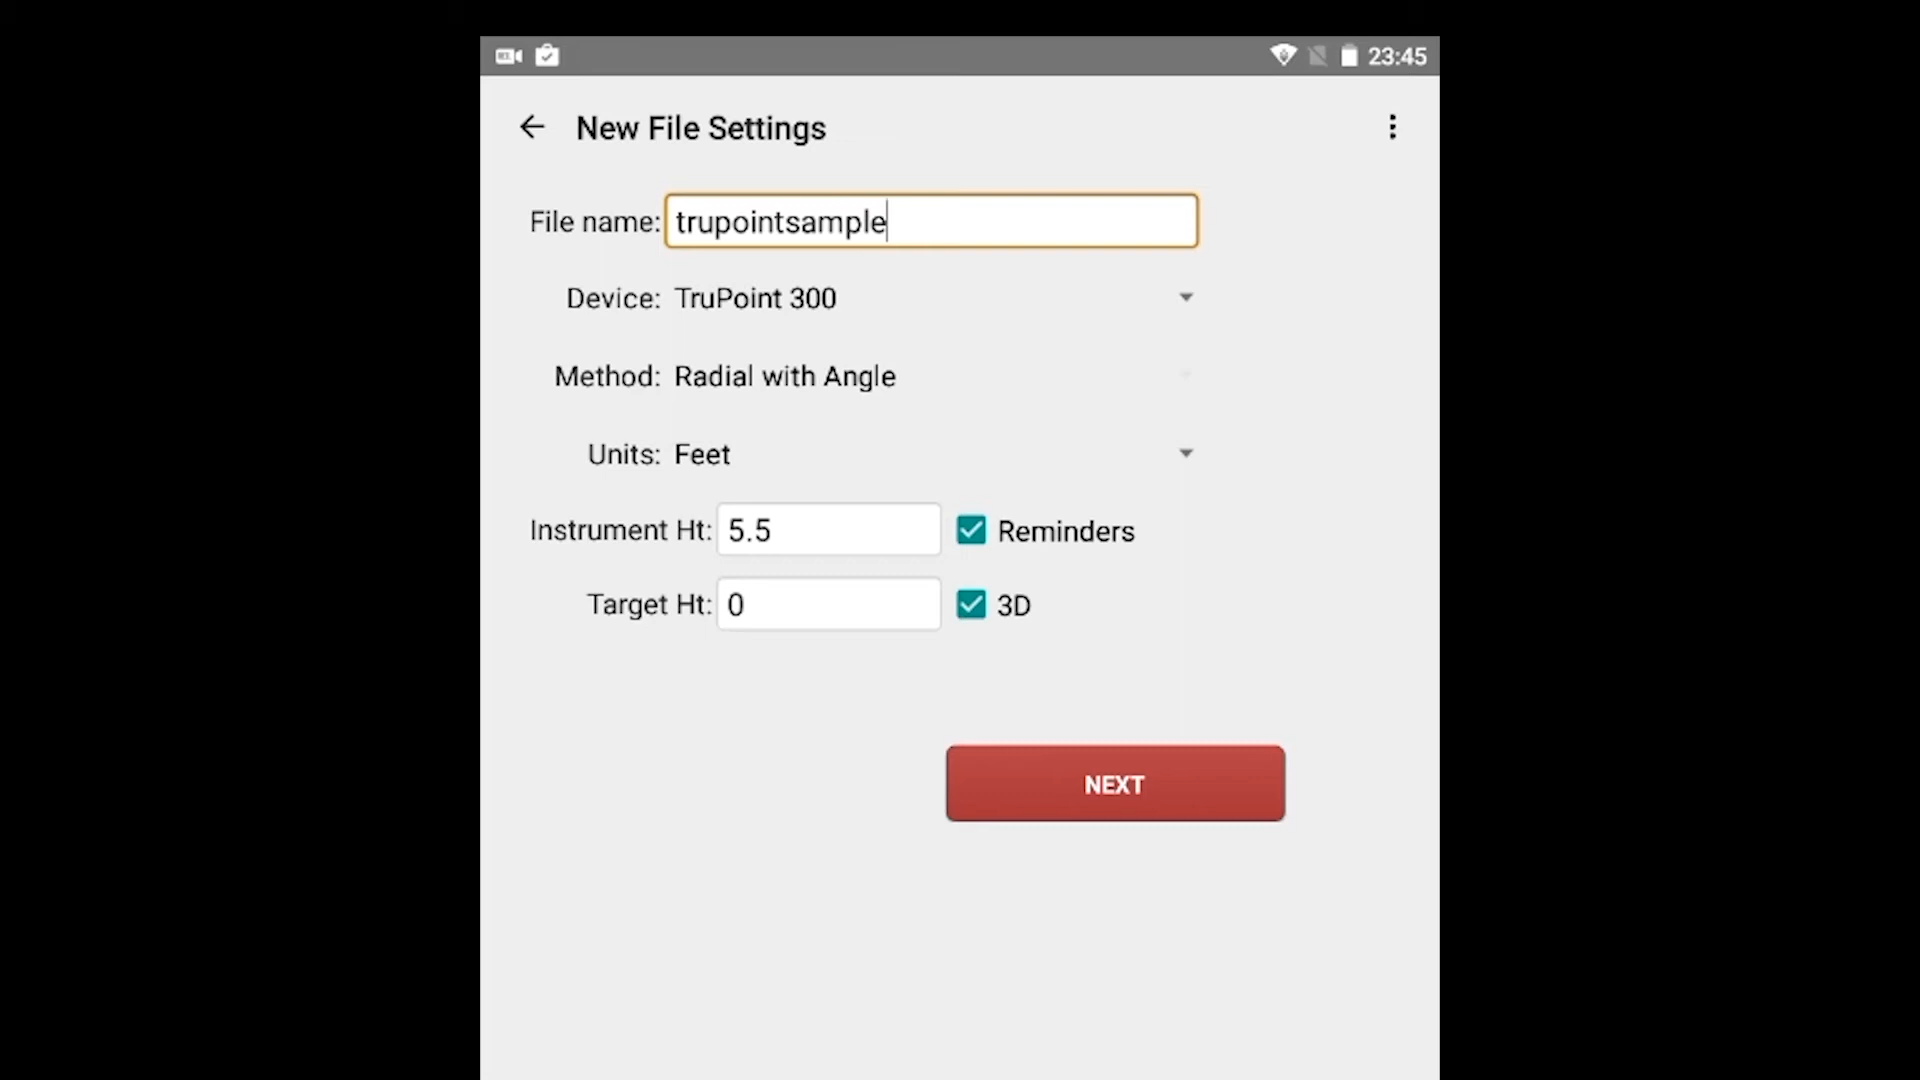 23:45
New File Settings
File name: trupointsample
Device: TruPoint 300
Method: Radial with Angle
Units: Feet
Instrument Ht: 5.5 Reminders
Target Ht: 0 3D
NEXT